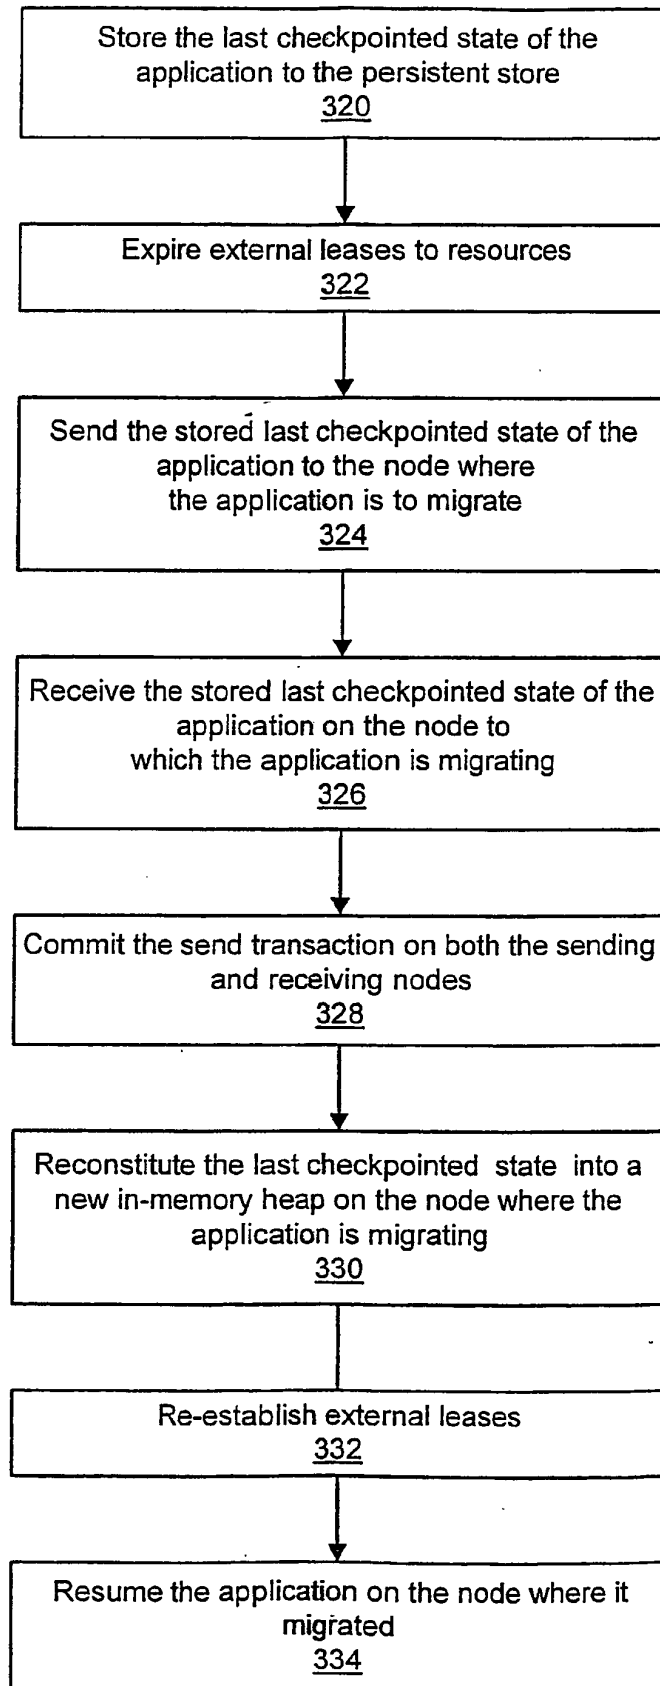 Store the last checkpointed state of the
application to the persistent store
320
Expire external leases to resources
322
Send the stored last checkpointed state of the
application to the node where
the application is to migrate
324
Receive the stored last checkpointed state of the
application on the node to
which the application is migrating
326
Commit the send transaction on both the sending
and receiving nodes
328
Reconstitute the last checkpointed state into a
new in-memory heap on the node where the
application is migrating
330
Re-establish external leases
332
Resume the application on the node where it
migrated
334